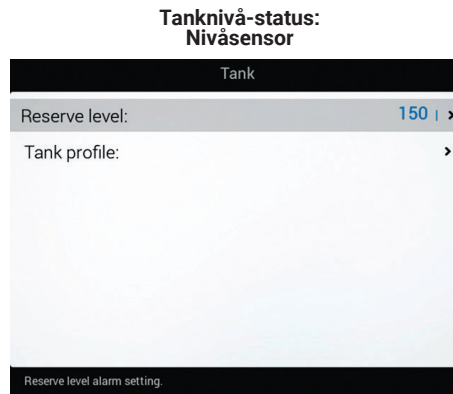 Tanknivå-status:
Nivåsensor
Tank
Reserve level: 150 l
Tank profile:
Reserve level alarm setting.